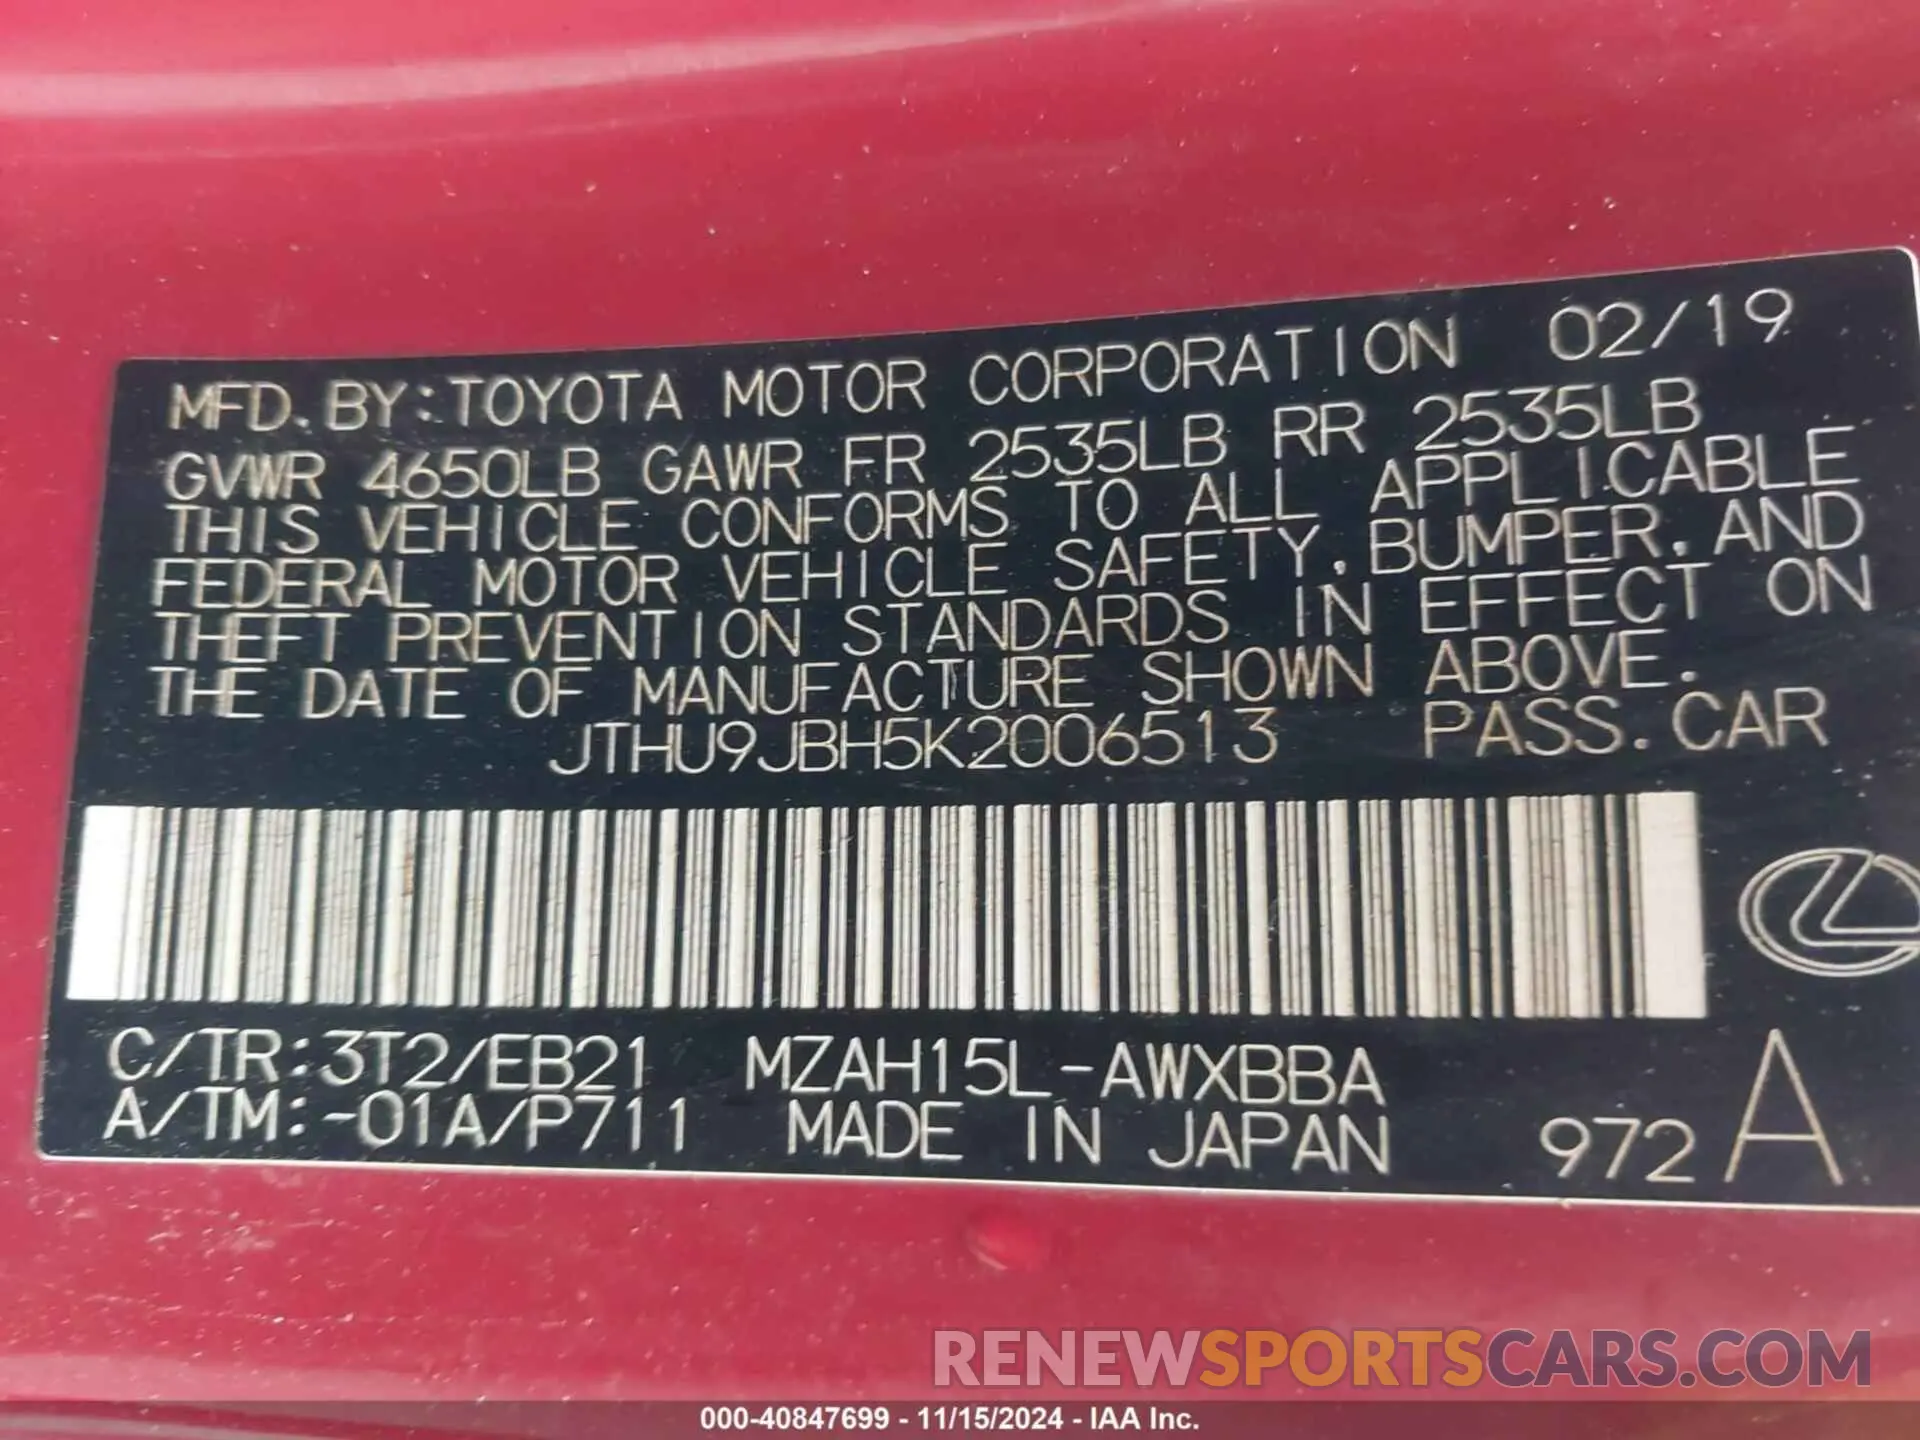 MFD. BY:TOYOTA MOTOR CORPORATION 02/19
GVWR 4650LB GAWR FR 2535LB RR 2535LB
THIS VEHICLE CONFORMS TO ALL APPLICABLE
FEDERAL MOTOR VEHICLE SAFETY, BUMPER, AND
THEFT PREVENTION STANDARDS IN EFFECT ON
THE DATE OF MANUFACTURE SHOWN ABOVE.
JTHU9JBH5K2006513 PASS. CAR
C/TR:3T2/EB21 MZAH15L-AWXBBA
A/TM:-01A/P711 MADE IN JAPAN 972 A
RENEWSPORTSCARS.COM
000-40847699 - 11/15/2024 - IAA Inc.